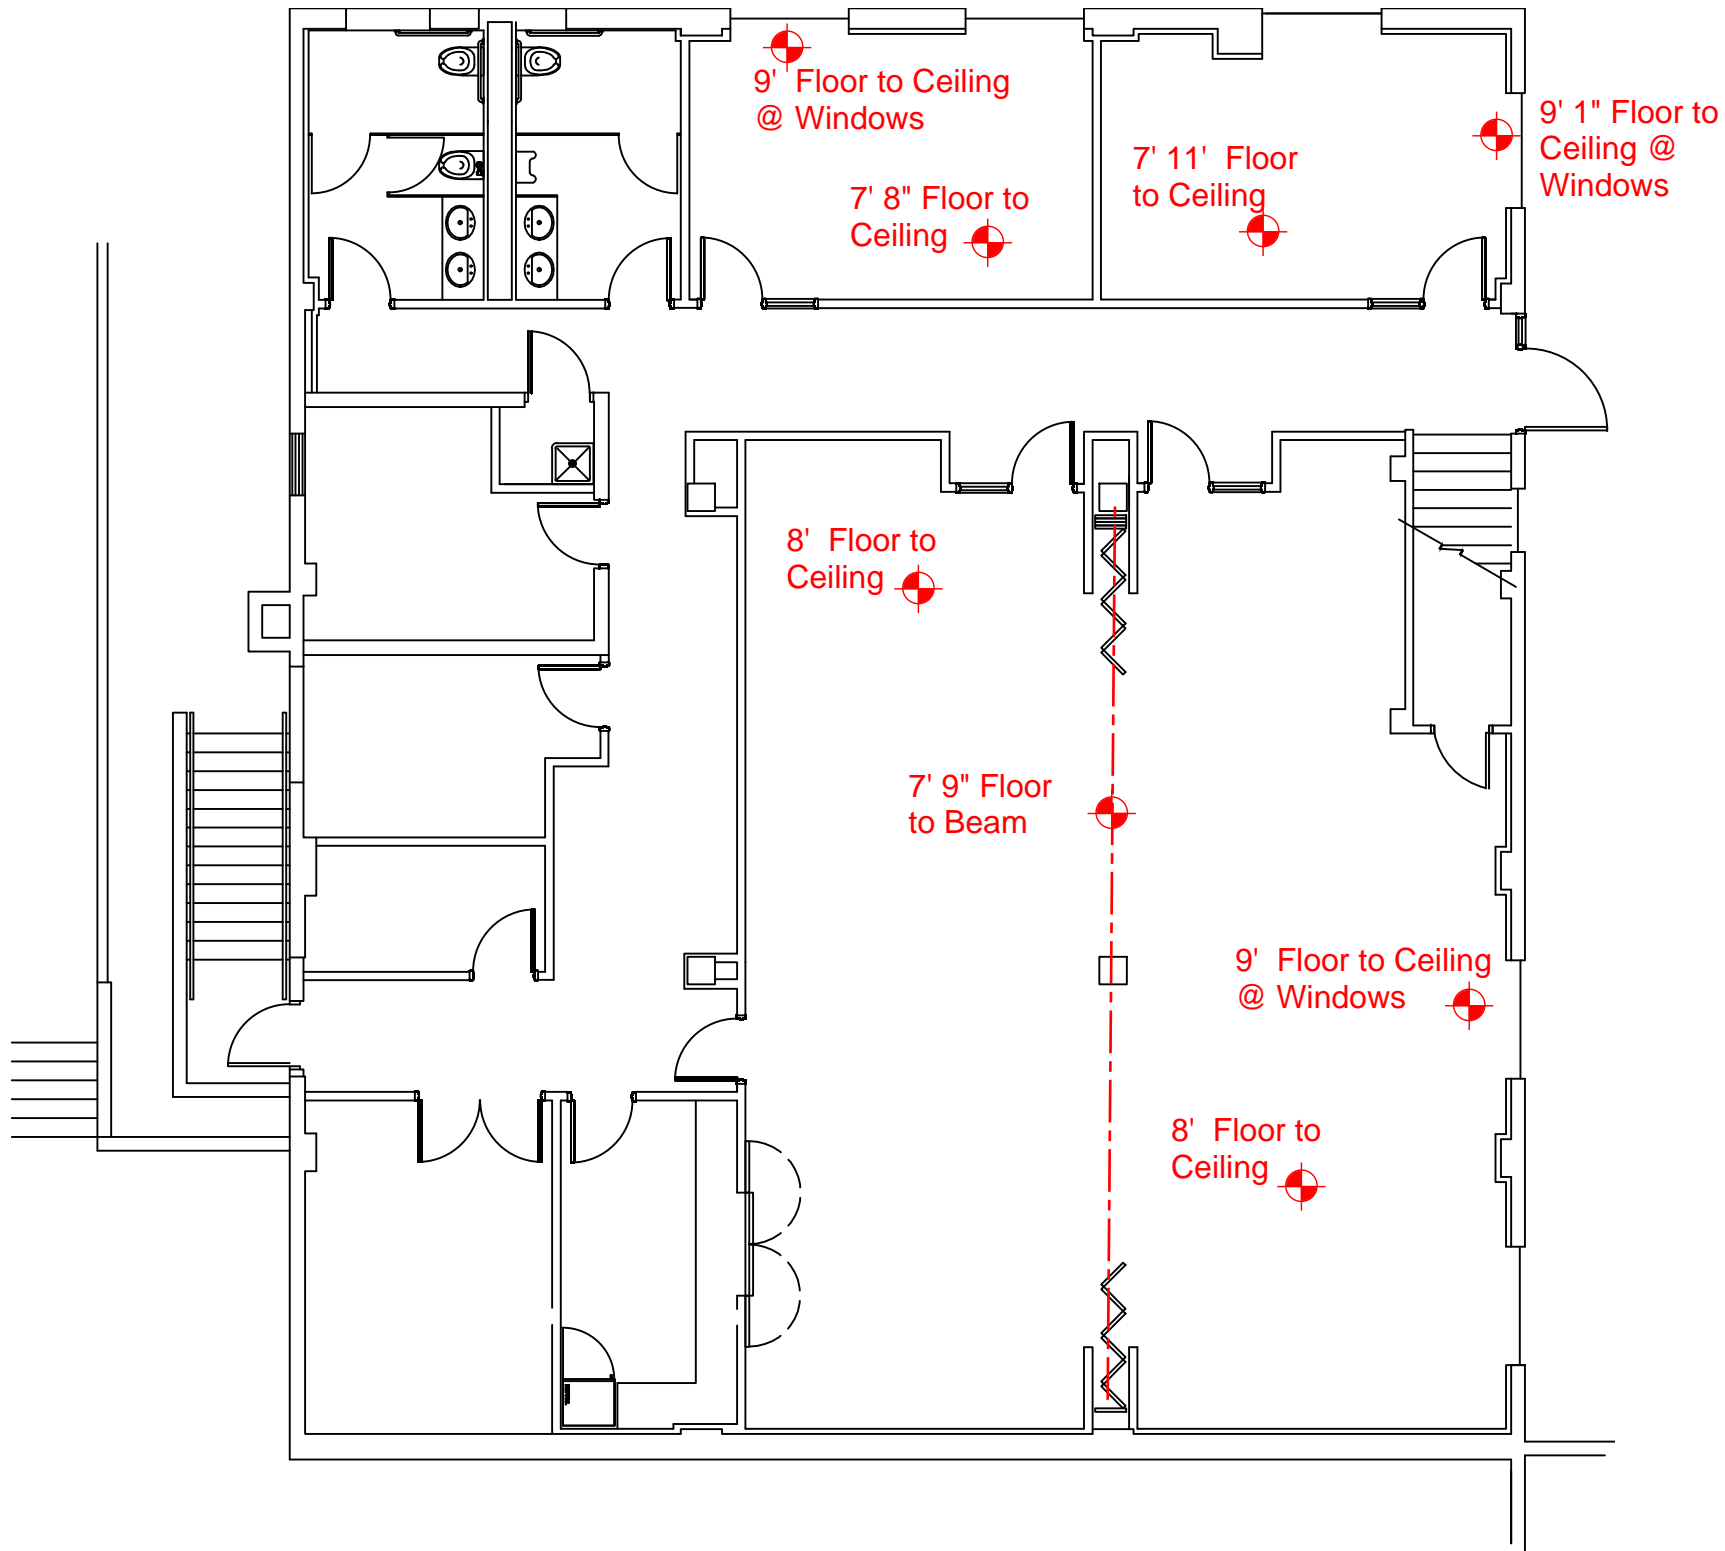 9'  Floor to Ceiling
@ Windows
9' 1" Floor to
Ceiling @
Windows
7' 11'  Floor
to Ceiling
7' 8" Floor to
Ceiling
8'  Floor to
Ceiling
7' 9" Floor
to Beam
9'  Floor to Ceiling
@ Windows
8'  Floor to
Ceiling